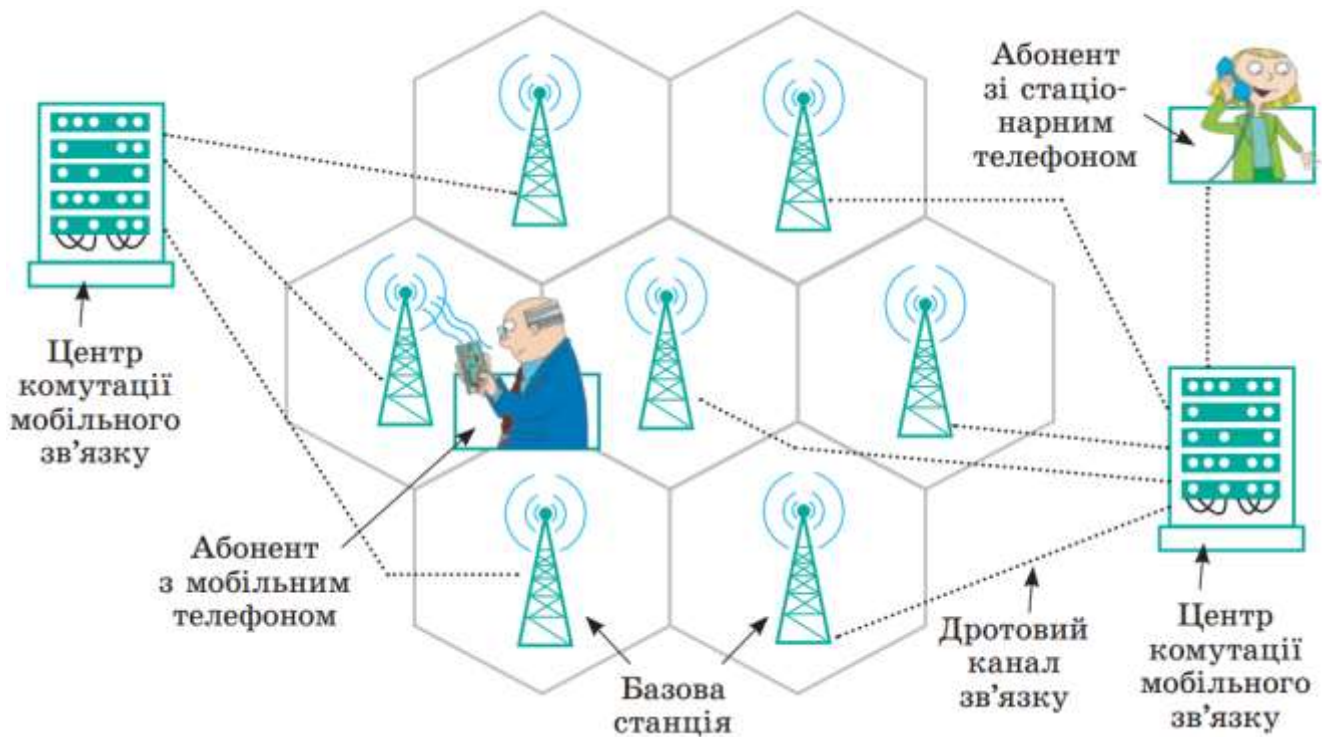 Абонент
зі стаціо-
нарним
телефоном
Центр
комутації
мобільного
зв'язку
Абонент
з мобільним
телефоном
Базова
станція
Дротовий
канал
зв'язку
Центр
комутації
мобільного
зв'язку